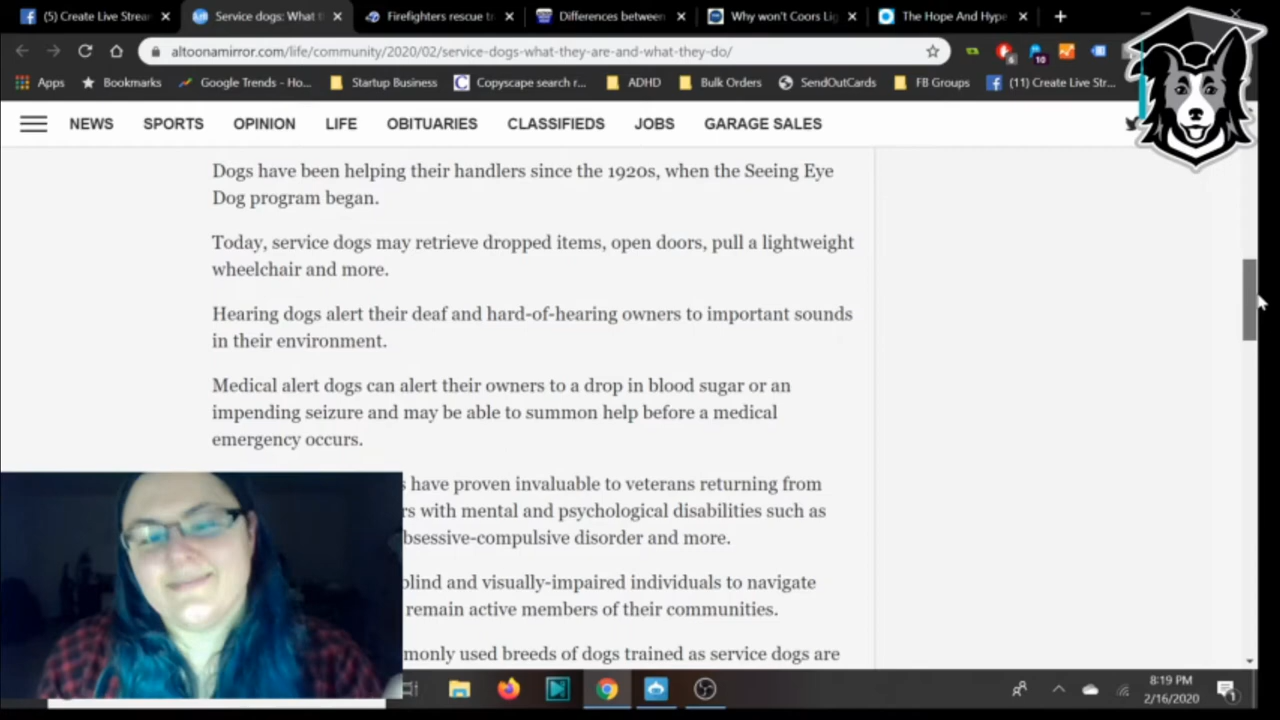 (5) Create Live Stream
Service dogs: What t
Firefighters rescue t
Differences between
Why won't Coors Lig
The Hope And Hype
altoonamirror.com/life/community/2020/02/service-dogs-what-they-are-and-what-they-do/
6
10
Apps
Bookmarks
Google Trends - Ho...
Startup Business
Copyscape search r...
ADHD
Bulk Orders
SendOutCards
FB Groups
(11) Create Live Str...
NEWS
SPORTS
OPINION
LIFE
OBITUARIES
CLASSIFIEDS
JOBS
GARAGE SALES
Dogs have been helping their handlers since the 1920s, when the Seeing Eye
Dog program began.
Today, service dogs may retrieve dropped items, open doors, pull a lightweight
wheelchair and more.
Hearing dogs alert their deaf and hard-of-hearing owners to important sounds
in their environment.
Medical alert dogs can alert their owners to a drop in blood sugar or an
impending seizure and may be able to summon help before a medical
emergency occurs.
s have proven invaluable to veterans returning from
rs with mental and psychological disabilities such as
bsessive-compulsive disorder and more.
blind and visually-impaired individuals to navigate
remain active members of their communities.
monly used breeds of dogs trained as service dogs are
8:19 PM
2/16/2020
1